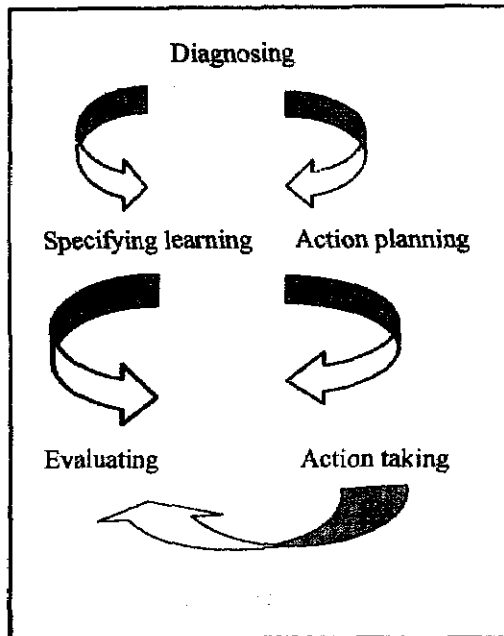 Diagnosing
Specifying learning Action planning
Evaluating Action taking